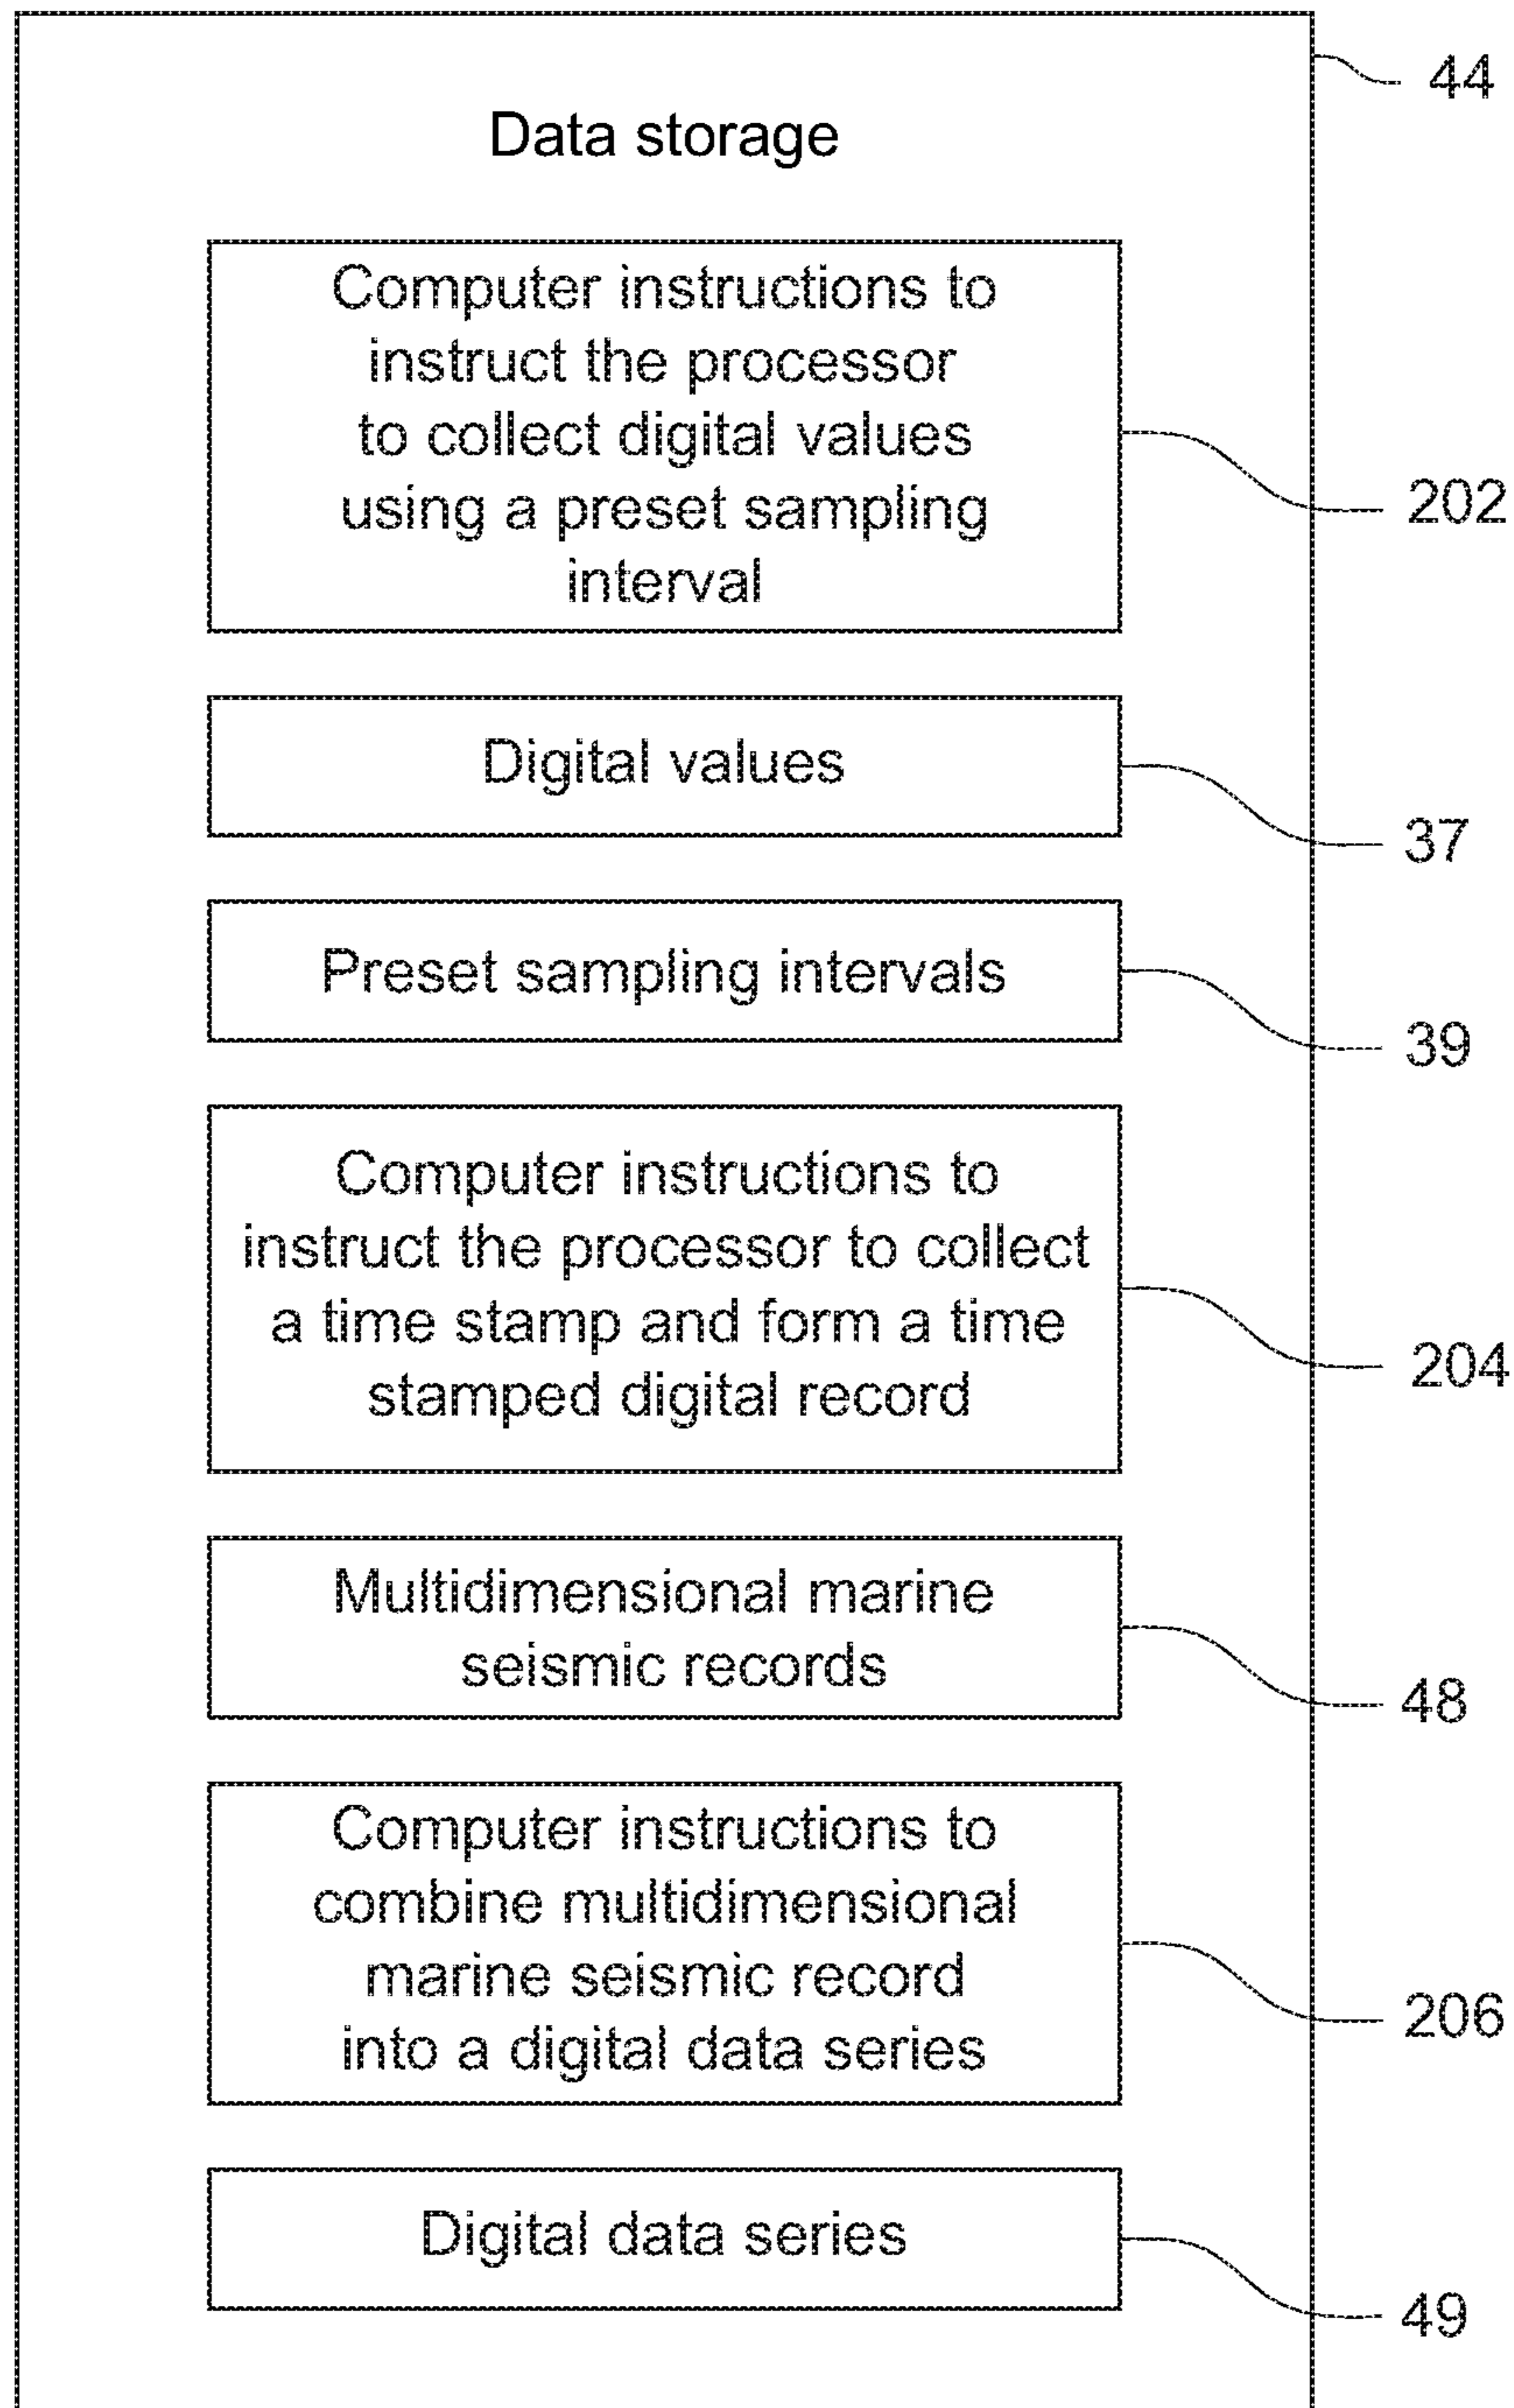 44
Data storage
Computer instructions to
instruct the processor
to collect digital values
using a preset sampling
interval
202
Digital values
37
Preset sampling intervals
39
Computer instructions to
instruct the processor to collect
a time stamp and form a time
stamped digital record
204
Multidimensional marine
seismic records
48
Computer instructions to
combine multidimensional
marine seismic record
into a digital data series
206
Digital data series
49